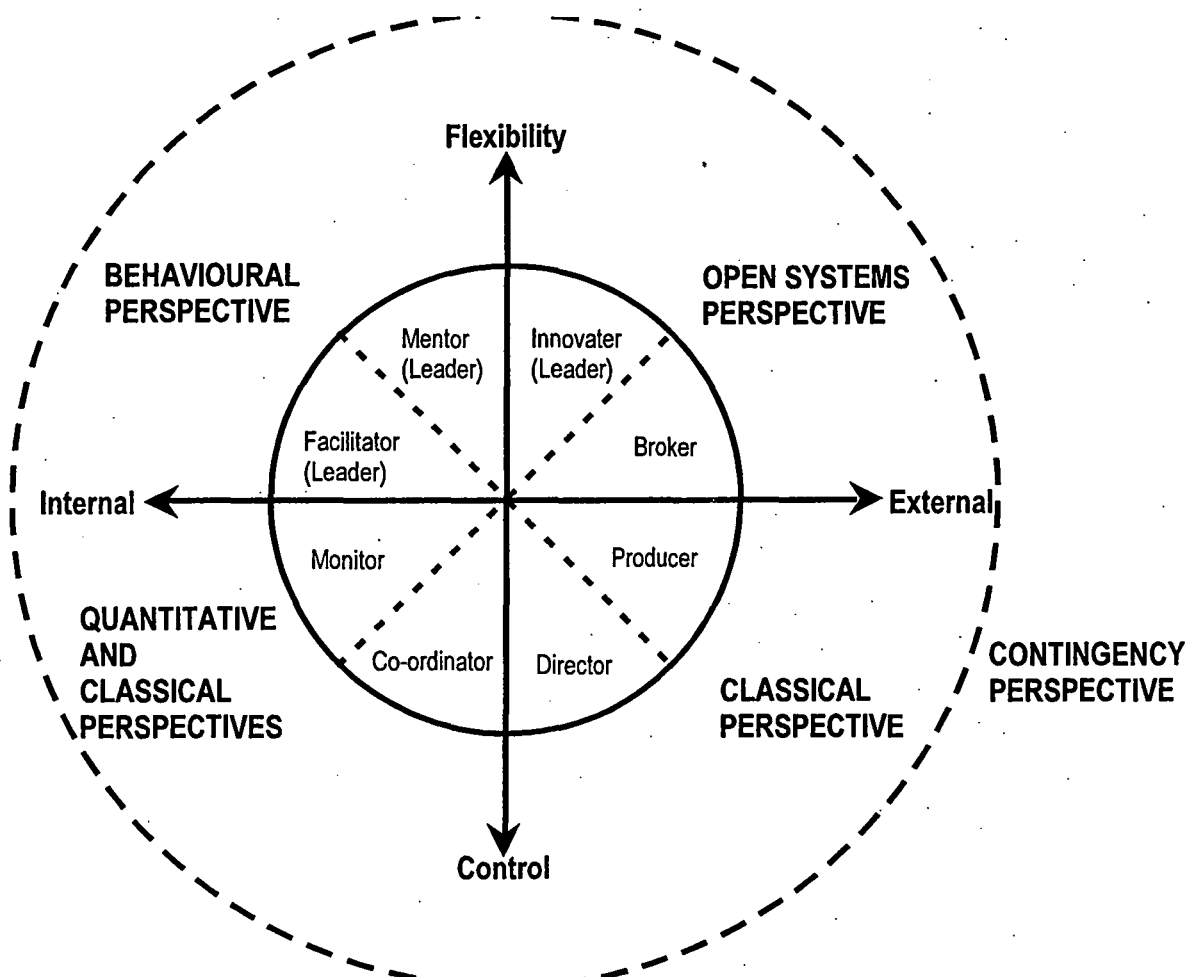 Flexibility
BEHAVIOURAL
PERSPECTIVE
OPEN SYSTEMS
PERSPECTIVE
Mentor
(Leader)
Innovater
(Leader)
Facilitator
(Leader)
Broker
Internal
External
Monitor
Producer
QUANTITATIVE
AND
CLASSICAL
PERSPECTIVES
Co-ordinator
Director
CLASSICAL
PERSPECTIVE
CONTINGENCY
PERSPECTIVE
Control